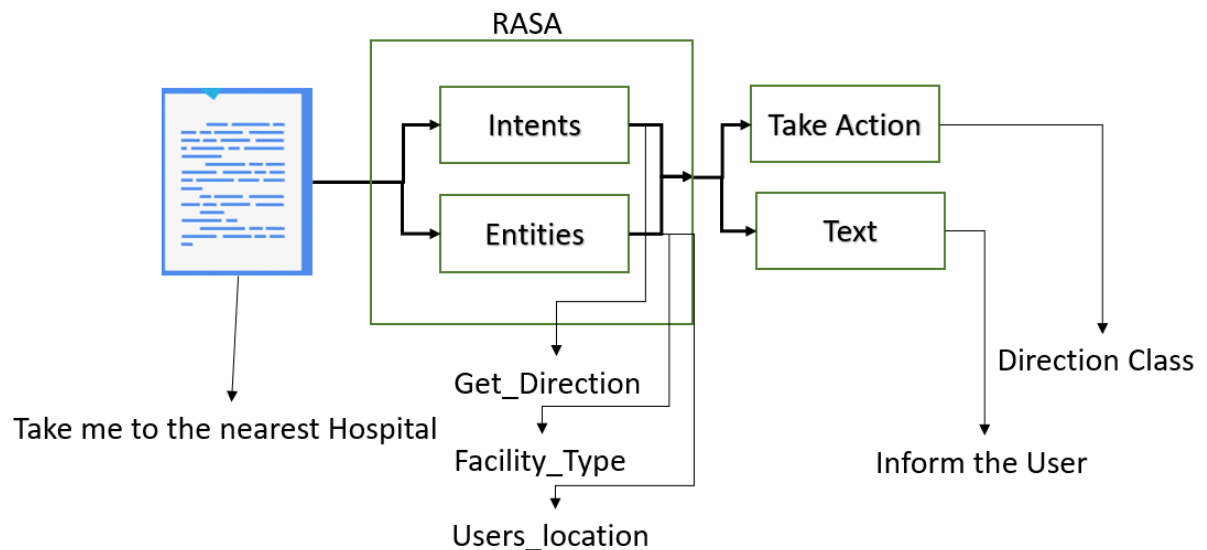 RASA
Intents
Take Action
Entities
Text
Direction Class
Get_Direction
Take me to the nearest Hospital
Facility_Type
Inform the User
Users_location